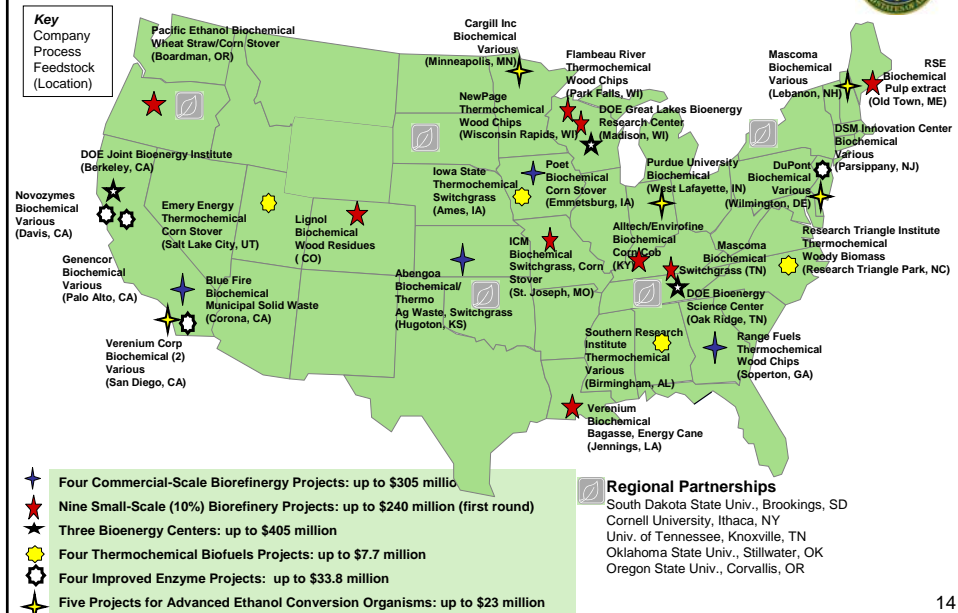 Key
Company
Process
Feedstock
(Location)
Pacific Ethanol Biochemical
Wheat Straw/Corn Stover
(Boardman, OR)
Cargill Inc
Biochemical
Various
(Minneapolis, MN)
Flambeau River
Thermochemical
Wood Chips
(Park Falls, WI)
Mascoma
Biochemical
Various
(Lebanon, NH)
RSE
Biochemical
Pulp extract
(Old Town, ME)
NewPage
Thermochemical
Wood Chips
(Wisconsin Rapids, WI)
DOE Great Lakes Bioenergy
Research Center
(Madison, WI)
DSM Innovation Center
Biochemical
Various
(Parsippany, NJ)
DOE Joint Bioenergy Institute
(Berkeley, CA)
Iowa State
Thermochemical
Switchgrass
(Ames, IA)
Poet
Biochemical
Corn Stover
(Emmetsburg, IA)
Purdue University
Biochemical
(West Lafayette, IN)
DuPont
Biochemical
Various
(Wilmington, DE)
Novozymes
Biochemical
Various
(Davis, CA)
Emery Energy
Thermochemical
Corn Stover
(Salt Lake City, UT)
Lignol
Biochemical
Wood Residues
( CO)
Alltech/Envirofine
Biochemical
Corn Cob
(KY)
Mascoma
Biochemical
Switchgrass (TN)
Research Triangle Institute
Thermochemical
Woody Biomass
(Research Triangle Park, NC)
Genencor
Biochemical
Various
(Palo Alto, CA)
Blue Fire
Biochemical
Municipal Solid Waste
(Corona, CA)
Abengoa
Biochemical/
Thermo
Ag Waste, Switchgrass
(Hugoton, KS)
ICM
Biochemical
Switchgrass, Corn
Stover
(St. Joseph, MO)
DOE Bioenergy
Science Center
(Oak Ridge, TN)
Verenium Corp
Biochemical (2)
Various
(San Diego, CA)
Southern Research
Institute
Thermochemical
Various
(Birmingham, AL)
Range Fuels
Thermochemical
Wood Chips
(Soperton, GA)
Verenium
Biochemical
Bagasse, Energy Cane
(Jennings, LA)
Four Commercial-Scale Biorefinery Projects: up to $305 millio
Nine Small-Scale (10%) Biorefinery Projects: up to $240 million (first round)
Three Bioenergy Centers: up to $405 million
Four Thermochemical Biofuels Projects: up to $7.7 million
Four Improved Enzyme Projects: up to $33.8 million
Five Projects for Advanced Ethanol Conversion Organisms: up to $23 million
Regional Partnerships
South Dakota State Univ., Brookings, SD
Cornell University, Ithaca, NY
Univ. of Tennessee, Knoxville, TN
Oklahoma State Univ., Stillwater, OK
Oregon State Univ., Corvallis, OR
14